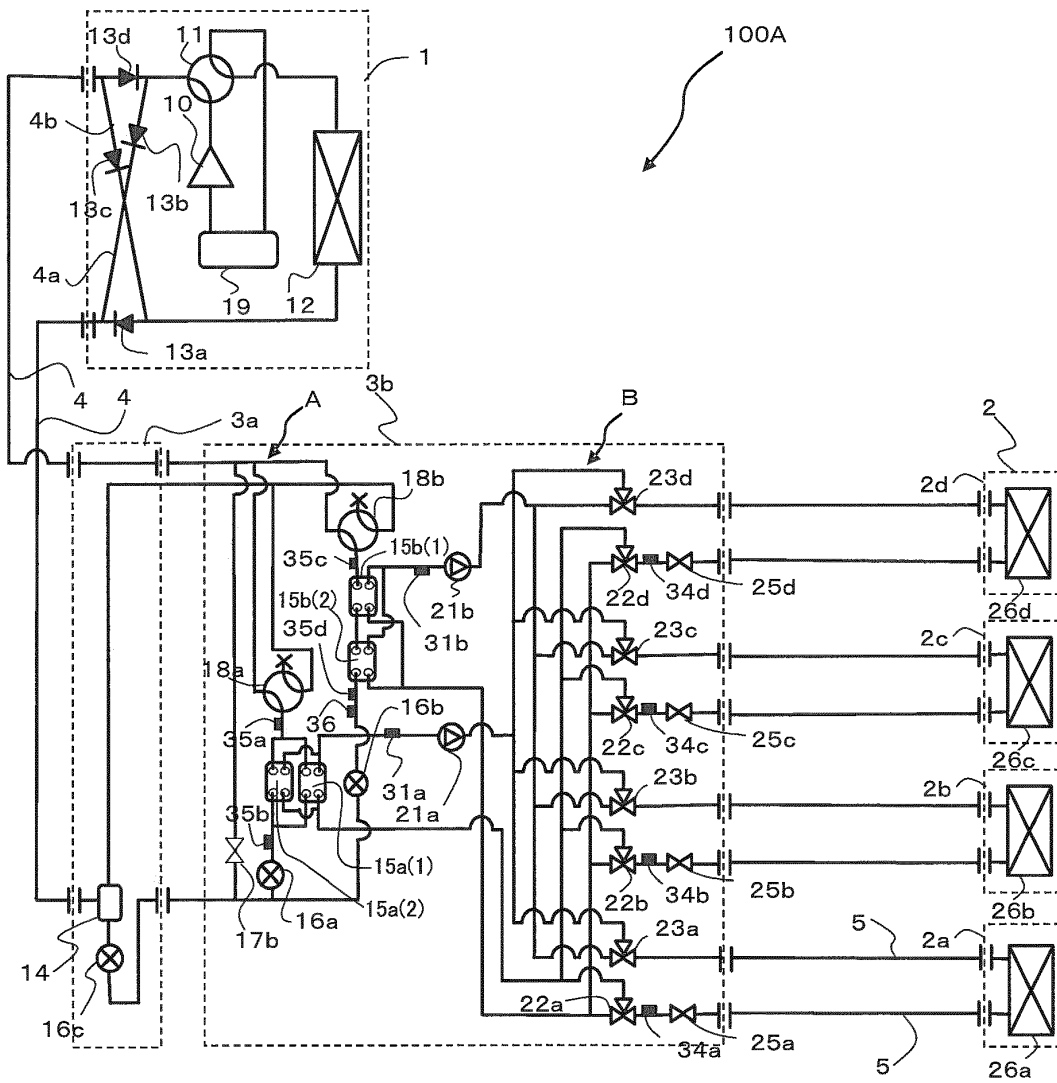 100A
13d
11
1
10
4b
13c
13b
4a
19
12
13a
4
4
3a
A
3b
B
2
18b
23d
2d
35c
15b(1)
21b
22d
34d
25d
26d
15b(2)
35d
31b
23c
2c
18a
36
16b
35a
22c
34c
25c
26c
31a
21a
23b
2b
35b
15a(1)
15a(2)
16a
17b
22b
34b
25b
26b
14
16c
23a
5
2a
22a
34a
25a
5
26a